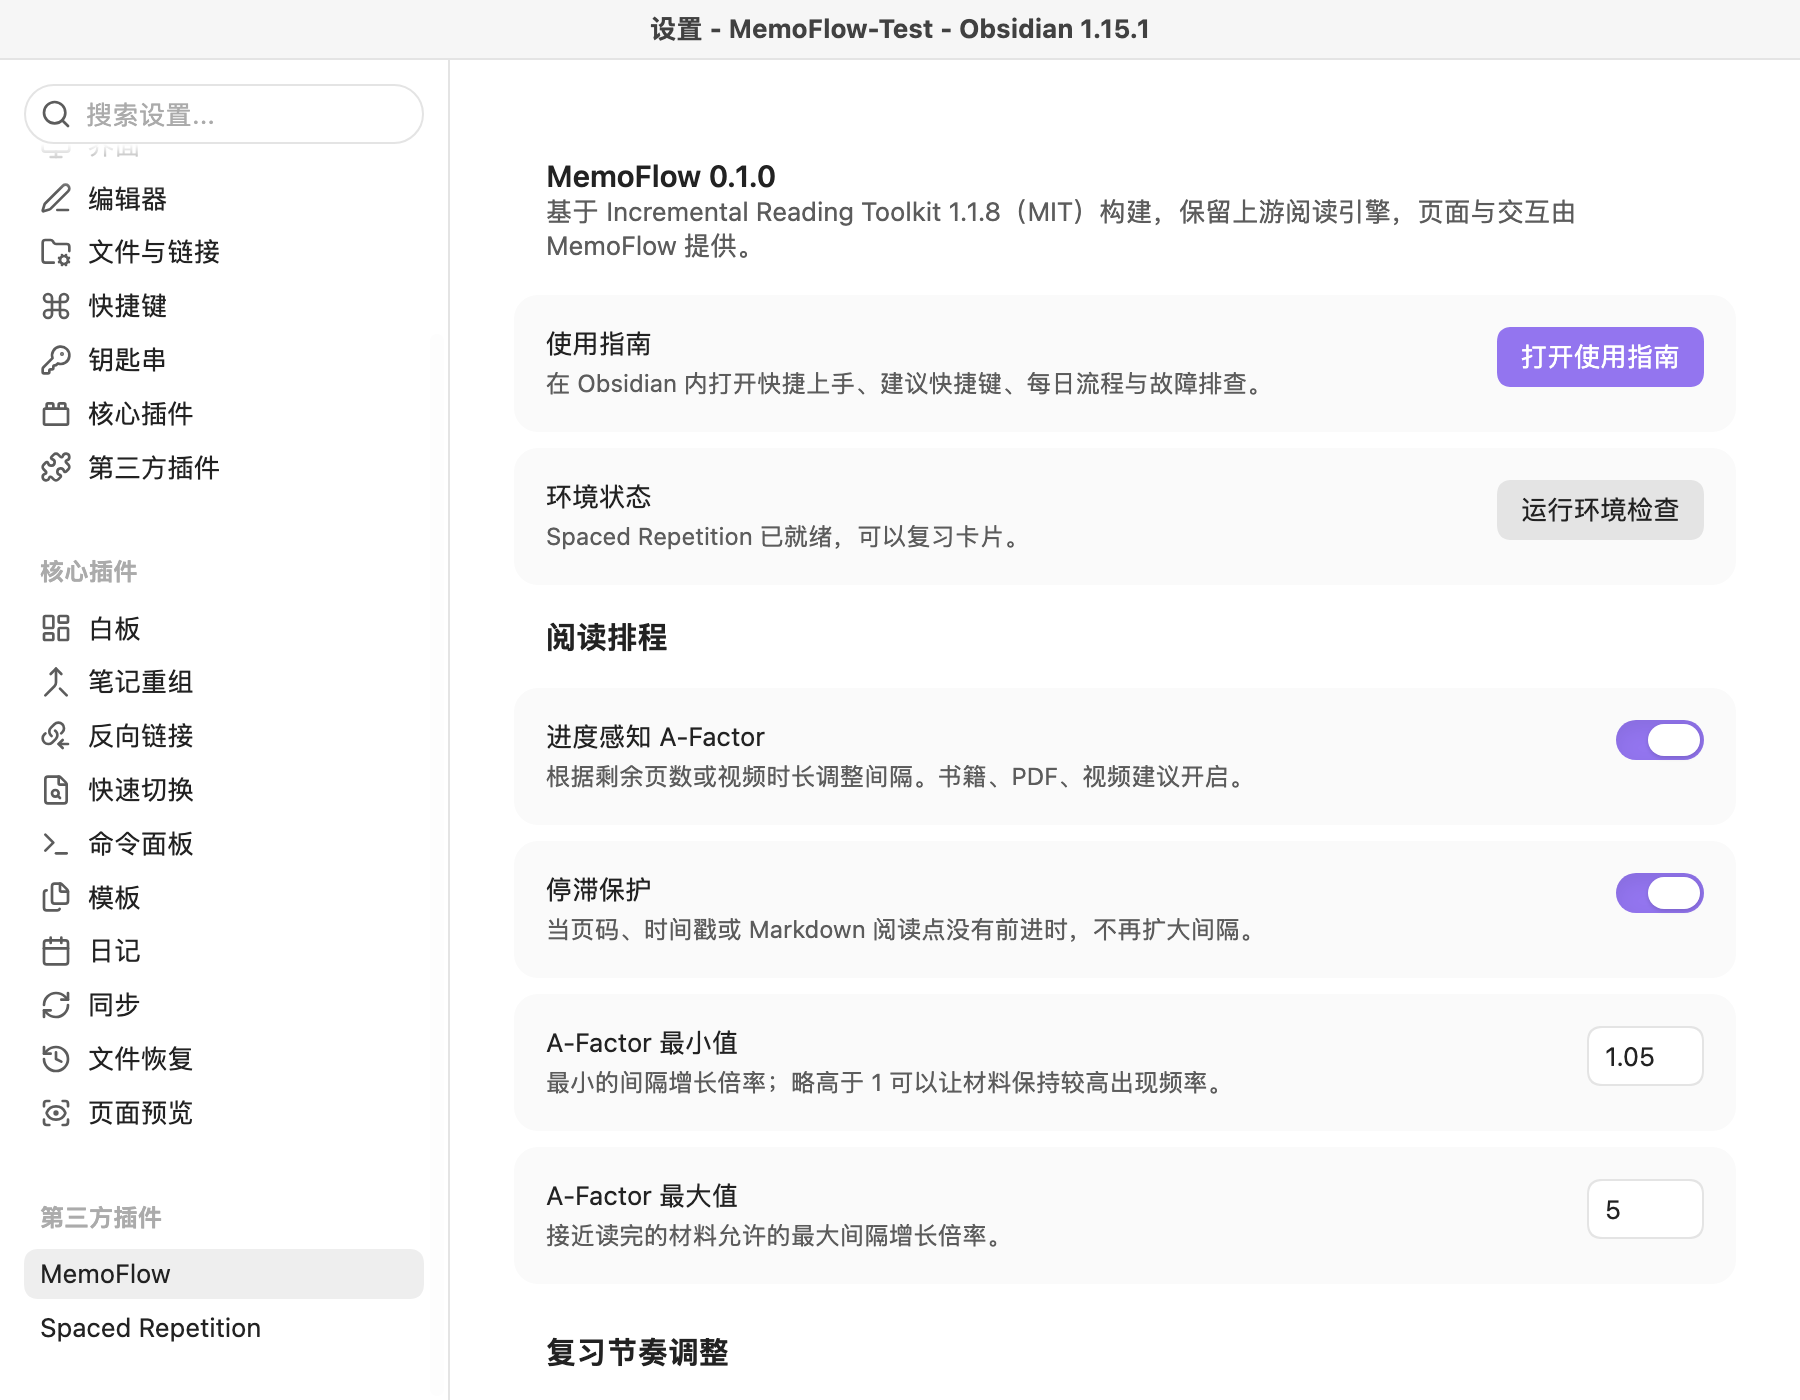 设置 - MemoFlow-Test - Obsidian 1.15.1
搜索设置...
界面
编辑器
文件与链接
快捷键
钥匙串
核心插件
第三方插件
核心插件
白板
笔记重组
反向链接
快速切换
命令面板
模板
日记
同步
文件恢复
页面预览
第三方插件
MemoFlow
Spaced Repetition
MemoFlow 0.1.0
基于 Incremental Reading Toolkit 1.1.8（MIT）构建，保留上游阅读引擎，页面与交互由
MemoFlow 提供。
使用指南
在 Obsidian 内打开快捷上手、建议快捷键、每日流程与故障排查。
打开使用指南
环境状态
Spaced Repetition 已就绪，可以复习卡片。
运行环境检查
阅读排程
进度感知 A-Factor
根据剩余页数或视频时长调整间隔。书籍、PDF、视频建议开启。
停滞保护
当页码、时间戳或 Markdown 阅读点没有前进时，不再扩大间隔。
A-Factor 最小值
最小的间隔增长倍率；略高于 1 可以让材料保持较高出现频率。
1.05
A-Factor 最大值
接近读完的材料允许的最大间隔增长倍率。
5
复习节奏调整